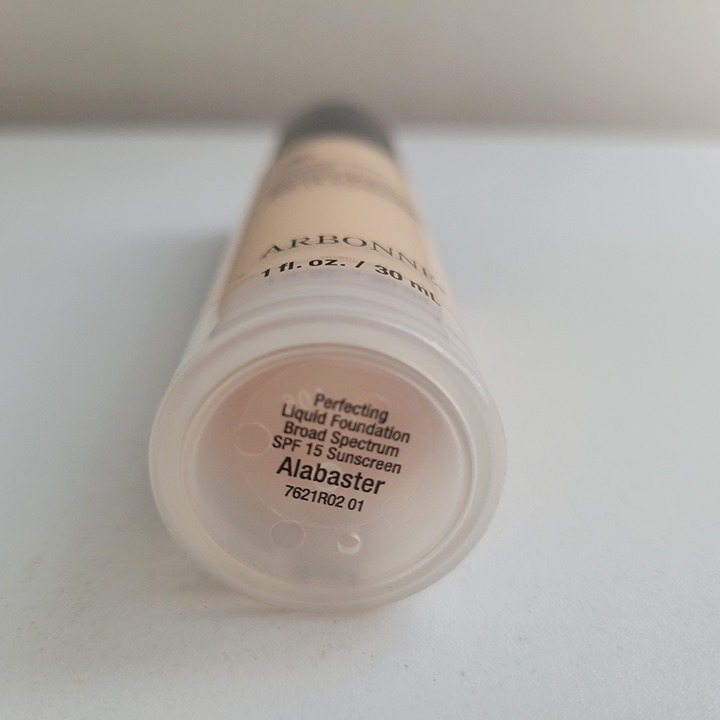 ARBONNE
1 fl. oz. / 30 mL
Perfecting
Liquid Foundation
Broad Spectrum
SPF 15 Sunscreen
Alabaster
7621R02 01